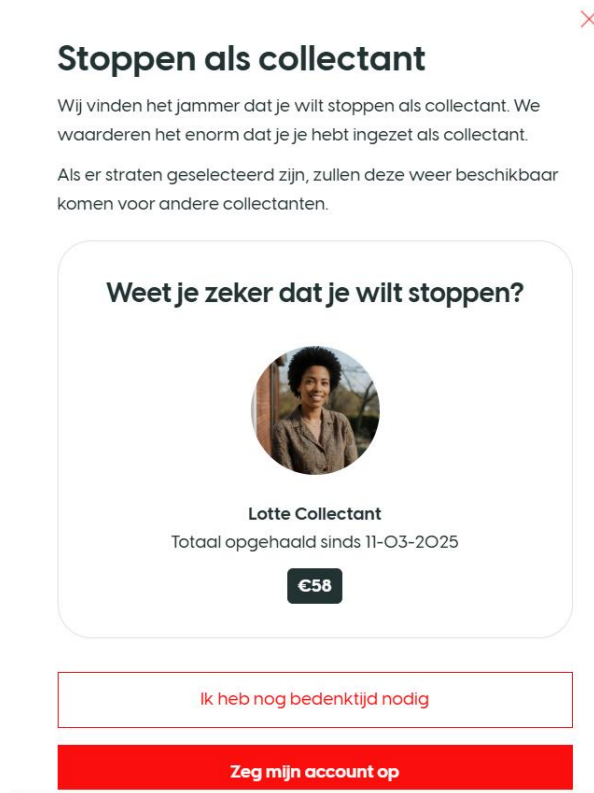 Stoppen als collectant
Wij vinden het jammer dat je wilt stoppen als collectant. We
waarderen het enorm dat je je hebt ingezet als collectant.
Als er straten geselecteerd zijn, zullen deze weer beschikbaar
komen voor andere collectanten.
Weet je zeker dat je wilt stoppen?
Lotte Collectant
Totaal opgehaald sinds 11-03-2025
€58
Ik heb nog bedenktijd nodig
Zeg mijn account op